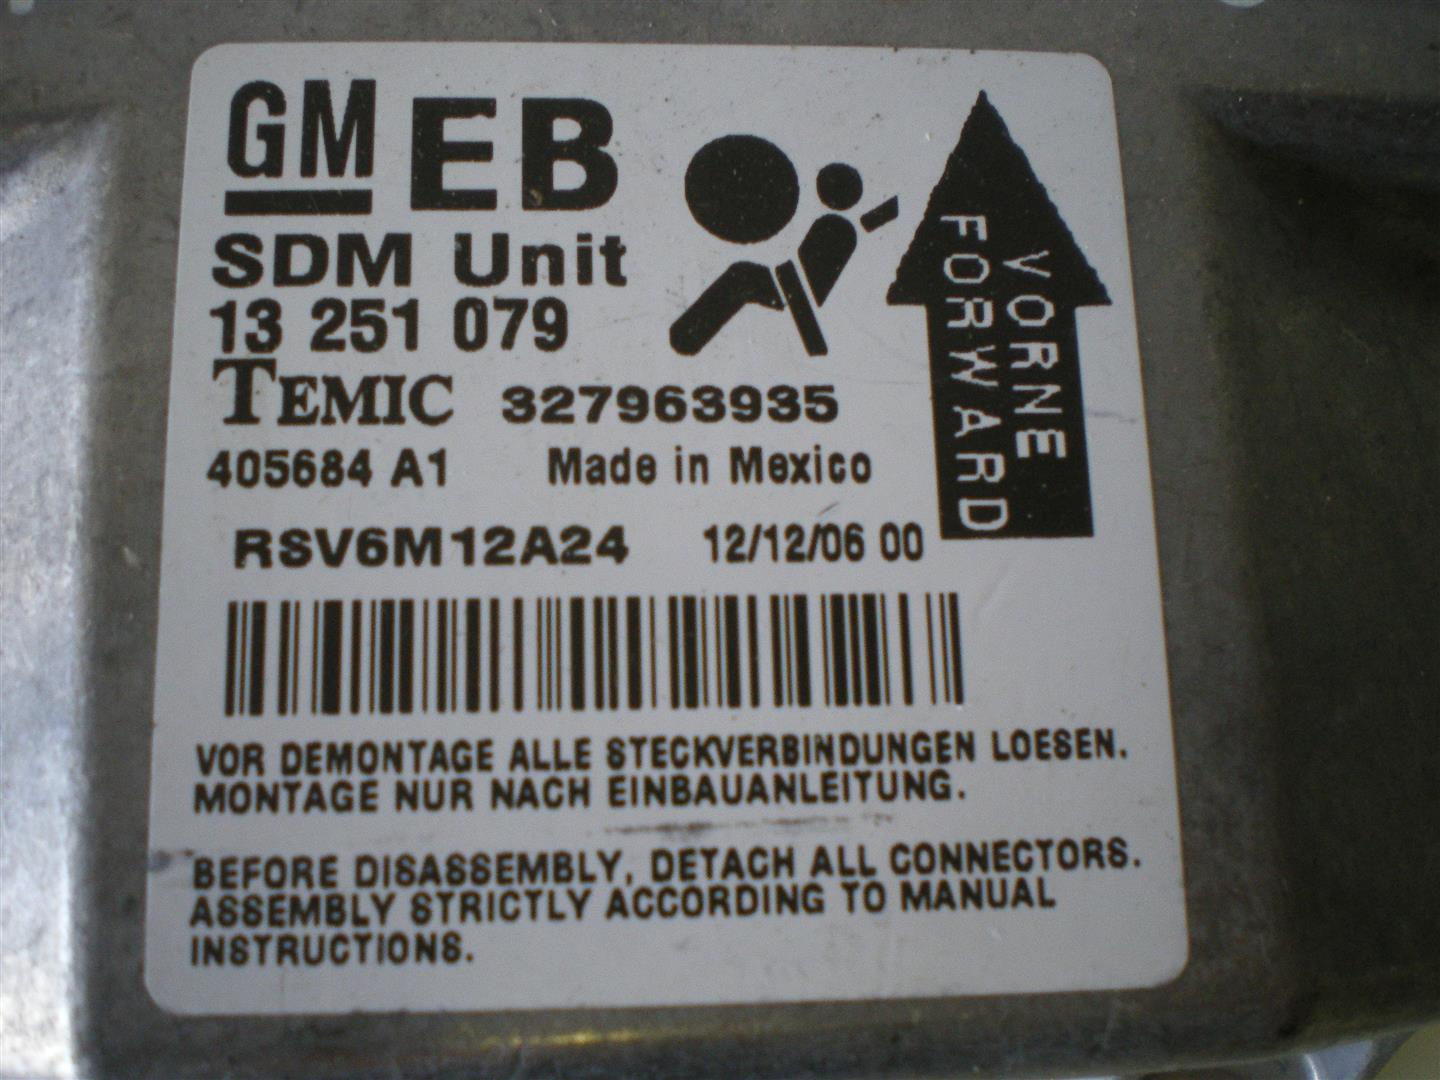 GM EB
SDM Unit
13 251 079
TEMIC 327963935
405684 A1 Made in Mexico
RSV6M12A24 12/12/06 00
VORNE
FORWARD
VOR DEMONTAGE ALLE STECKVERBINDUNGEN LOESEN.
MONTAGE NUR NACH EINBAUANLEITUNG.
BEFORE DISASSEMBLY, DETACH ALL CONNECTORS.
ASSEMBLY STRICTLY ACCORDING TO MANUAL
INSTRUCTIONS.